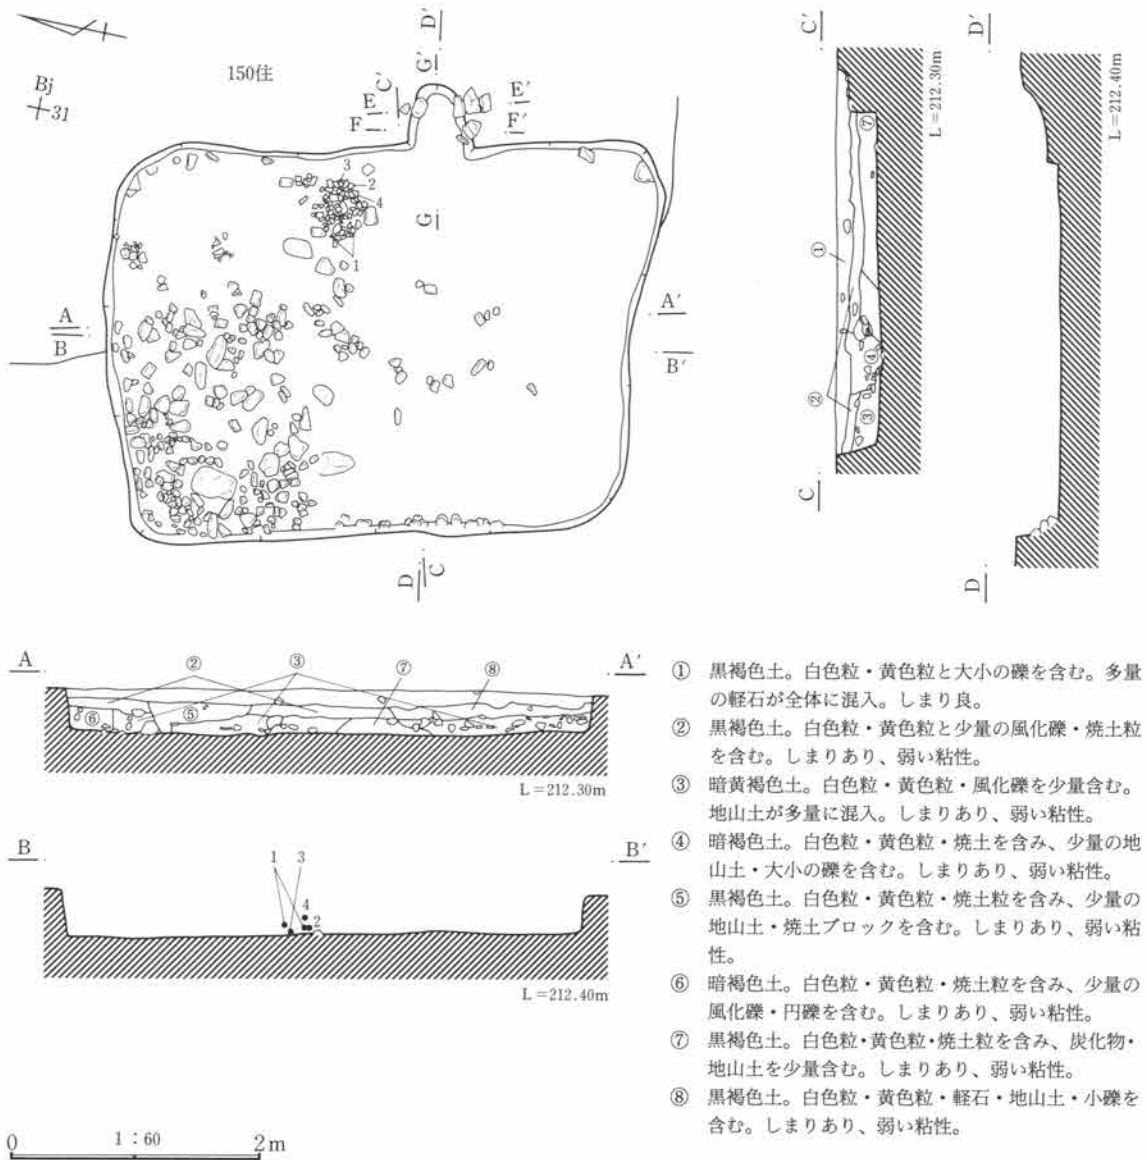 150住
Bj
31
D'
G'
C'
E
E'
F
F'
3
2
4
1
G
A
B
A'
B'
D
C
C'
L=212.30m
①
②
③
④
⑦
C
D'
L=212.40m
D
A
A'
②
③
⑦
⑧
⑥
⑤
L=212.30m
B
B'
1
3
4
2
L=212.40m
① 黒褐色土。白色粒・黄色粒と大小の礫を含む。多量
の軽石が全体に混入。しまり良。
② 黒褐色土。白色粒・黄色粒と少量の風化礫・焼土粒
を含む。しまりあり、弱い粘性。
③ 暗黄褐色土。白色粒・黄色粒・風化礫を少量含む。
地山土が多量に混入。しまりあり、弱い粘性。
④ 暗褐色土。白色粒・黄色粒・焼土を含み、少量の地
山土・大小の礫を含む。しまりあり、弱い粘性。
⑤ 黒褐色土。白色粒・黄色粒・焼土粒を含み、少量の
地山土・焼土ブロックを含む。しまりあり、弱い粘
性。
⑥ 暗褐色土。白色粒・黄色粒・焼土粒を含み、少量の
風化礫・円礫を含む。しまりあり、弱い粘性。
⑦ 黒褐色土。白色粒・黄色粒・焼土粒を含み、炭化物・
地山土を少量含む。しまりあり、弱い粘性。
⑧ 黒褐色土。白色粒・黄色粒・軽石・地山土・小礫を
含む。しまりあり、弱い粘性。
0 1：60 2m